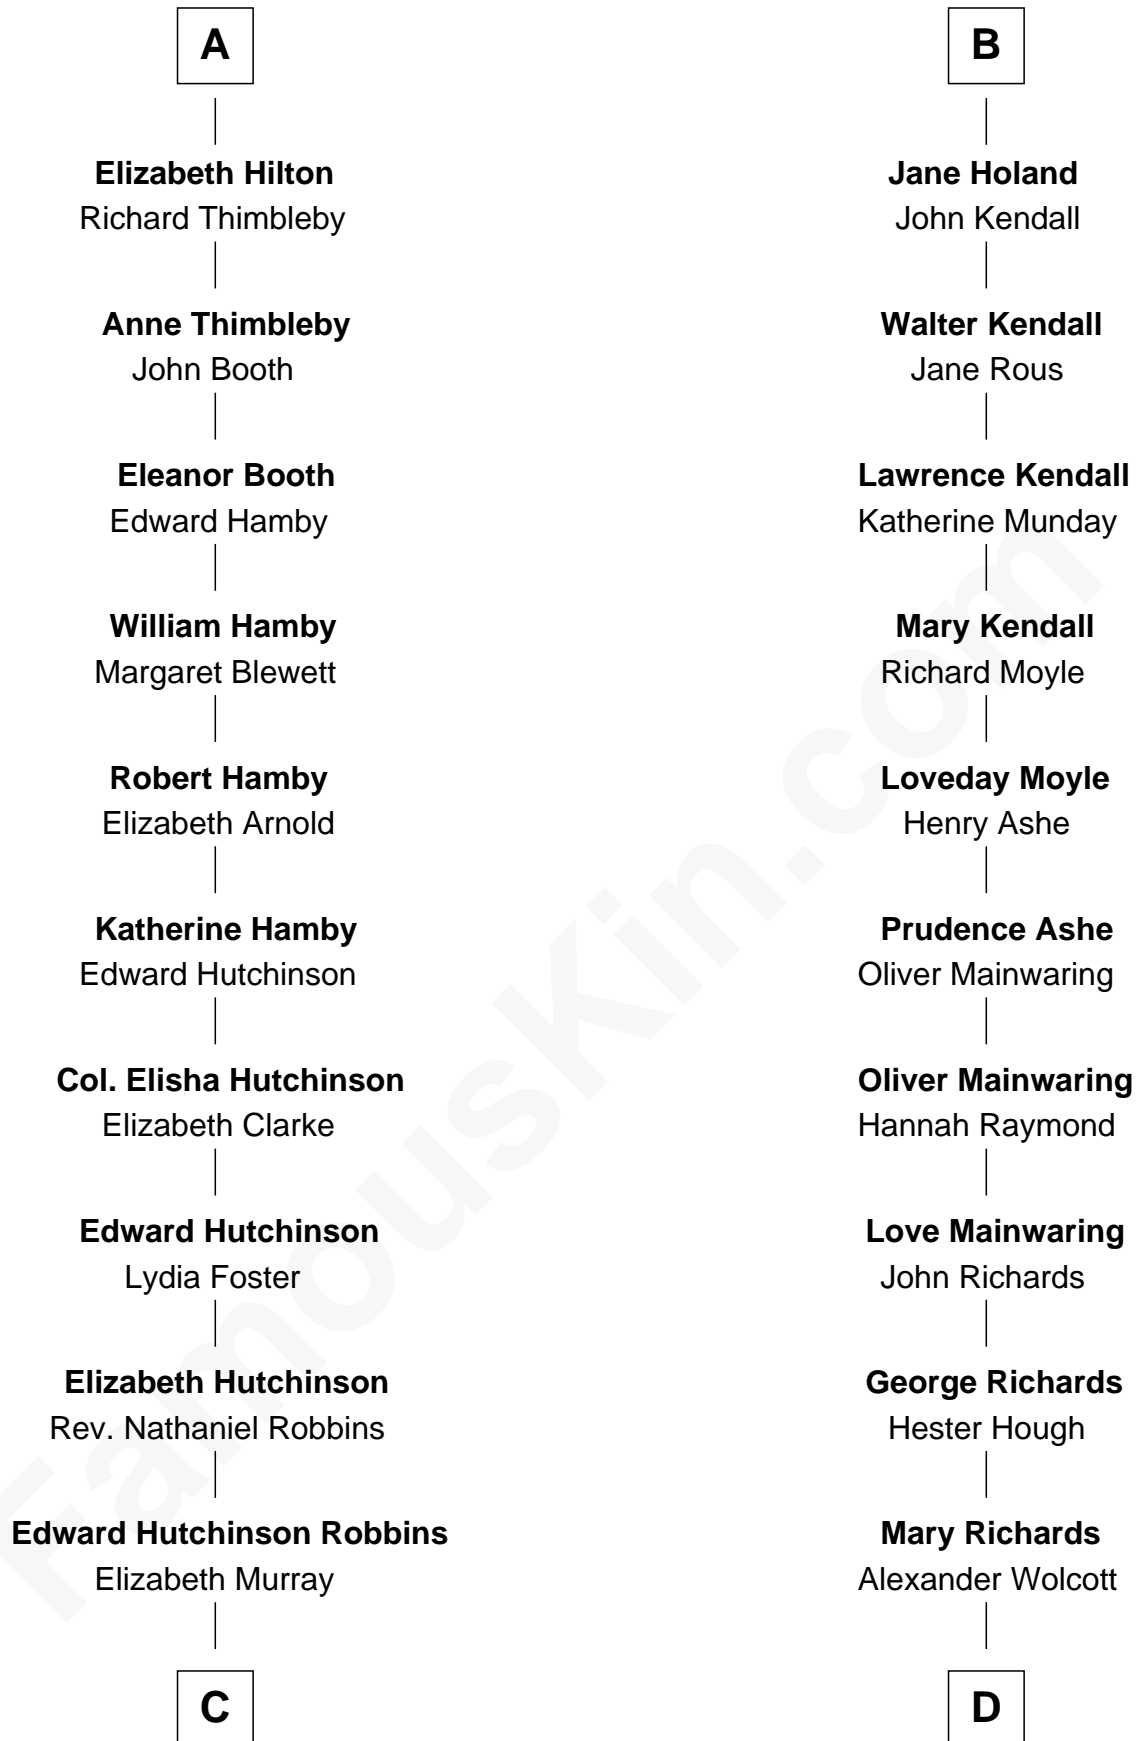 A
Elizabeth Hilton
Richard Thimbleby
Anne Thimbleby
John Booth
Eleanor Booth
Edward Hamby
William Hamby
Margaret Blewett
Robert Hamby
Elizabeth Arnold
Katherine Hamby
Edward Hutchinson
Col. Elisha Hutchinson
Elizabeth Clarke
Edward Hutchinson
Lydia Foster
Elizabeth Hutchinson
Rev. Nathaniel Robbins
Edward Hutchinson Robbins
Elizabeth Murray
C
B
Jane Holand
John Kendall
Walter Kendall
Jane Rous
Lawrence Kendall
Katherine Munday
Mary Kendall
Richard Moyle
Loveday Moyle
Henry Ashe
Prudence Ashe
Oliver Mainwaring
Oliver Mainwaring
Hannah Raymond
Love Mainwaring
John Richards
George Richards
Hester Hough
Mary Richards
Alexander Wolcott
D
FamousKin.com